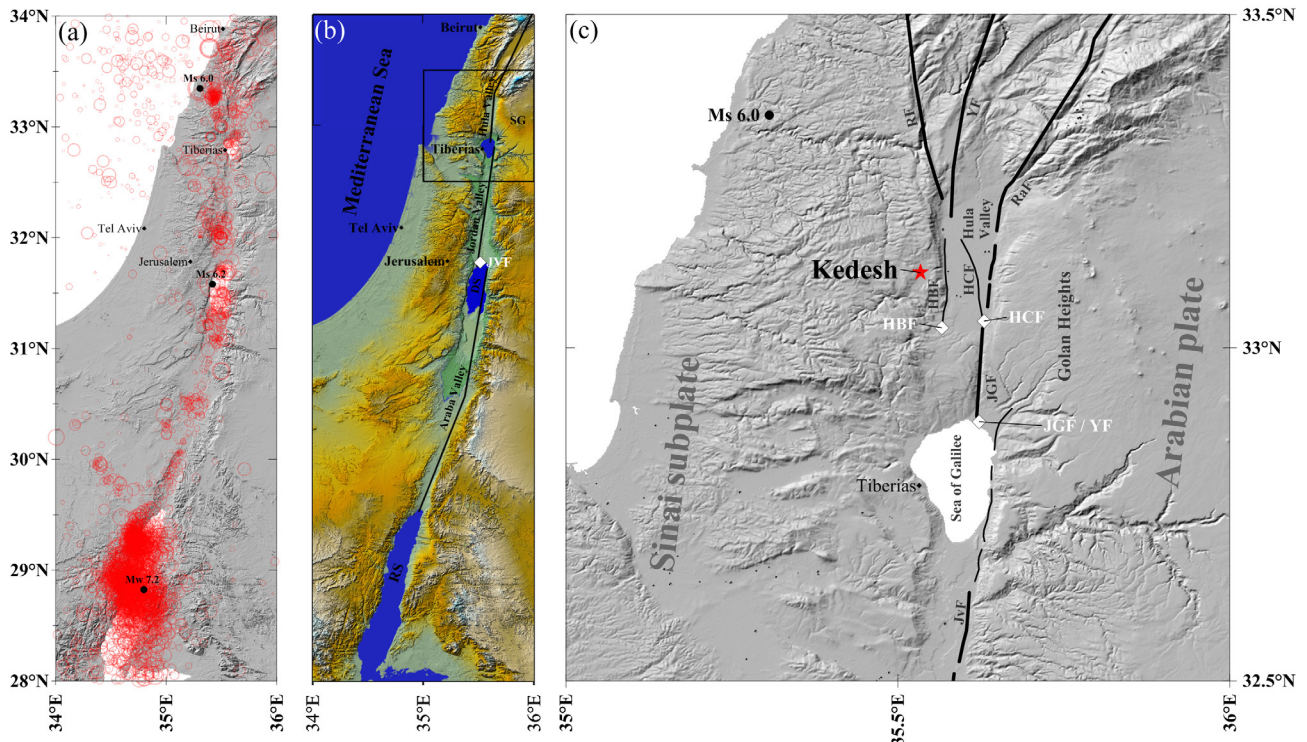 34°N
33°N
32°N
31°N
30°N
29°N
28°N
34°E
35°E
36°E
(a)
Beirut
Ms 6.0
Tiberias
Tel Aviv
Jerusalem
Ms 6.2
Mw 7.2
(b)
Beirut
Mediterranean Sea
Hula Valley
SG
Tiberias
Jordan Valley
Tel Aviv
Jerusalem
JVF
DS
Araba Valley
RS
34°E
35°E
36°E
(c)
Ms 6.0
RF
YF
RaF
Hula
Valley
Kedesh
HBF
HCF
HBF
HCF
Golan Heights
JGF
JGF / YF
Sinai subplate
Arabian plate
Tiberias
Sea of Galilee
JvF
33.5°N
33°N
32.5°N
35°E
35.5°E
36°E